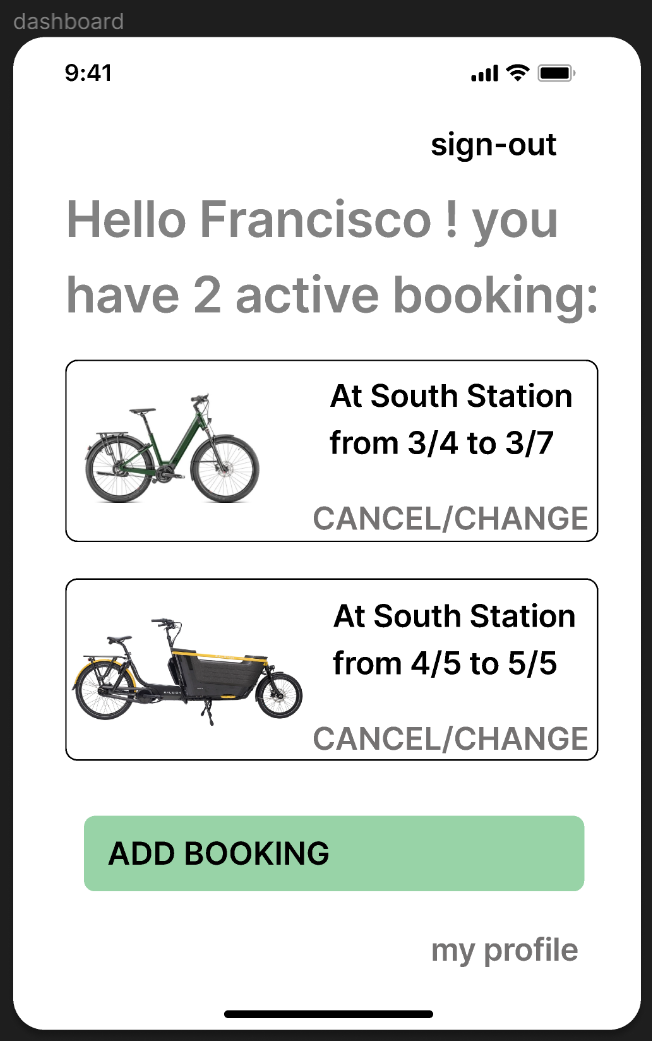 dashboard
9:41
sign-out
Hello Francisco ! you
have 2 active booking:
At South Station
from 3/4 to 3/7
CANCEL/CHANGE
At South Station
from 4/5 to 5/5
CANCEL/CHANGE
ADD BOOKING
my profile